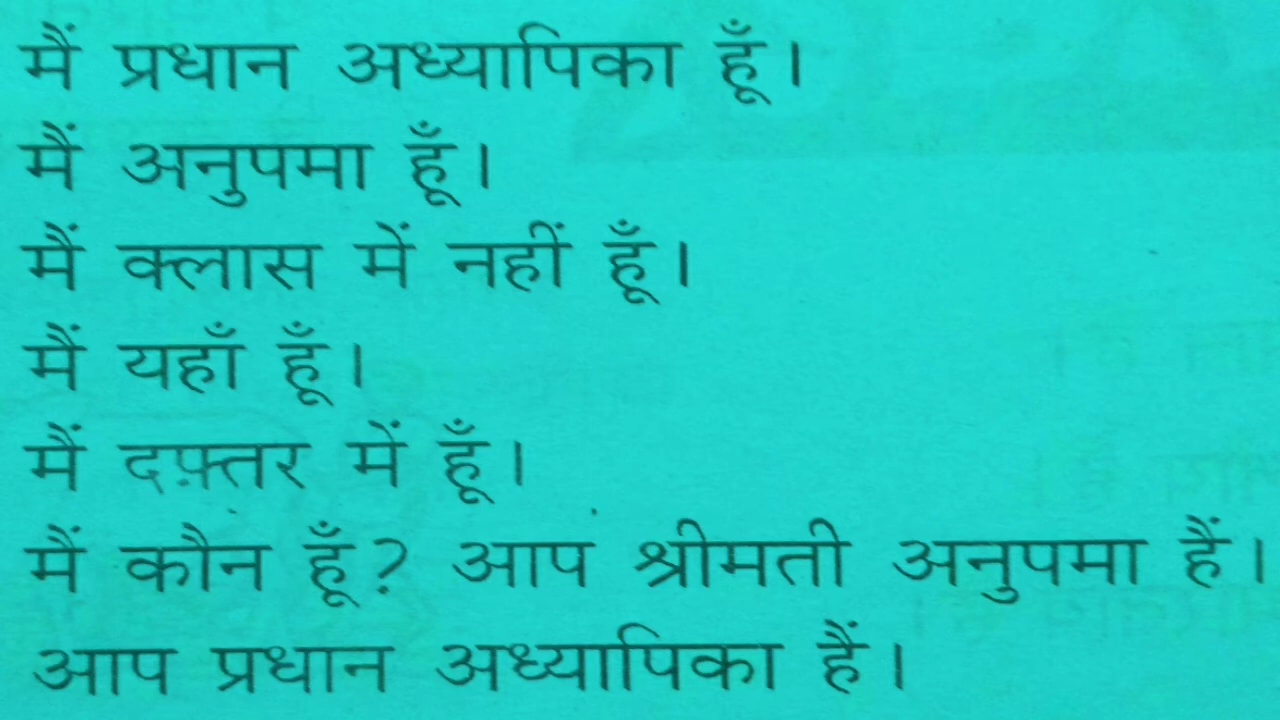 मैं प्रधान अध्यापिका हूँ।
मैं अनुपमा हूँ।
मैं क्लास में नहीं हूँ।
मैं यहाँ हूँ।
मैं दफ़्तर में हूँ।
मैं कौन हूँ? आप श्रीमती अनुपमा हैं।
आप प्रधान अध्यापिका हैं।